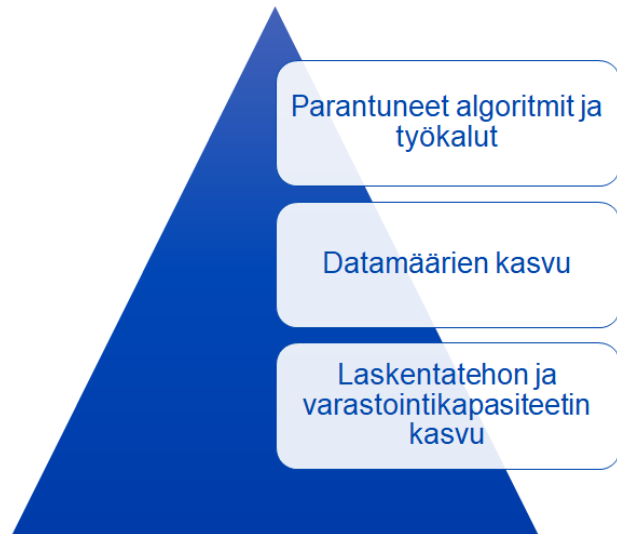 Parantuneet algoritmit ja
työkalut
Datamäärien kasvu
Laskentatehon ja
varastointikapasiteetin
kasvu